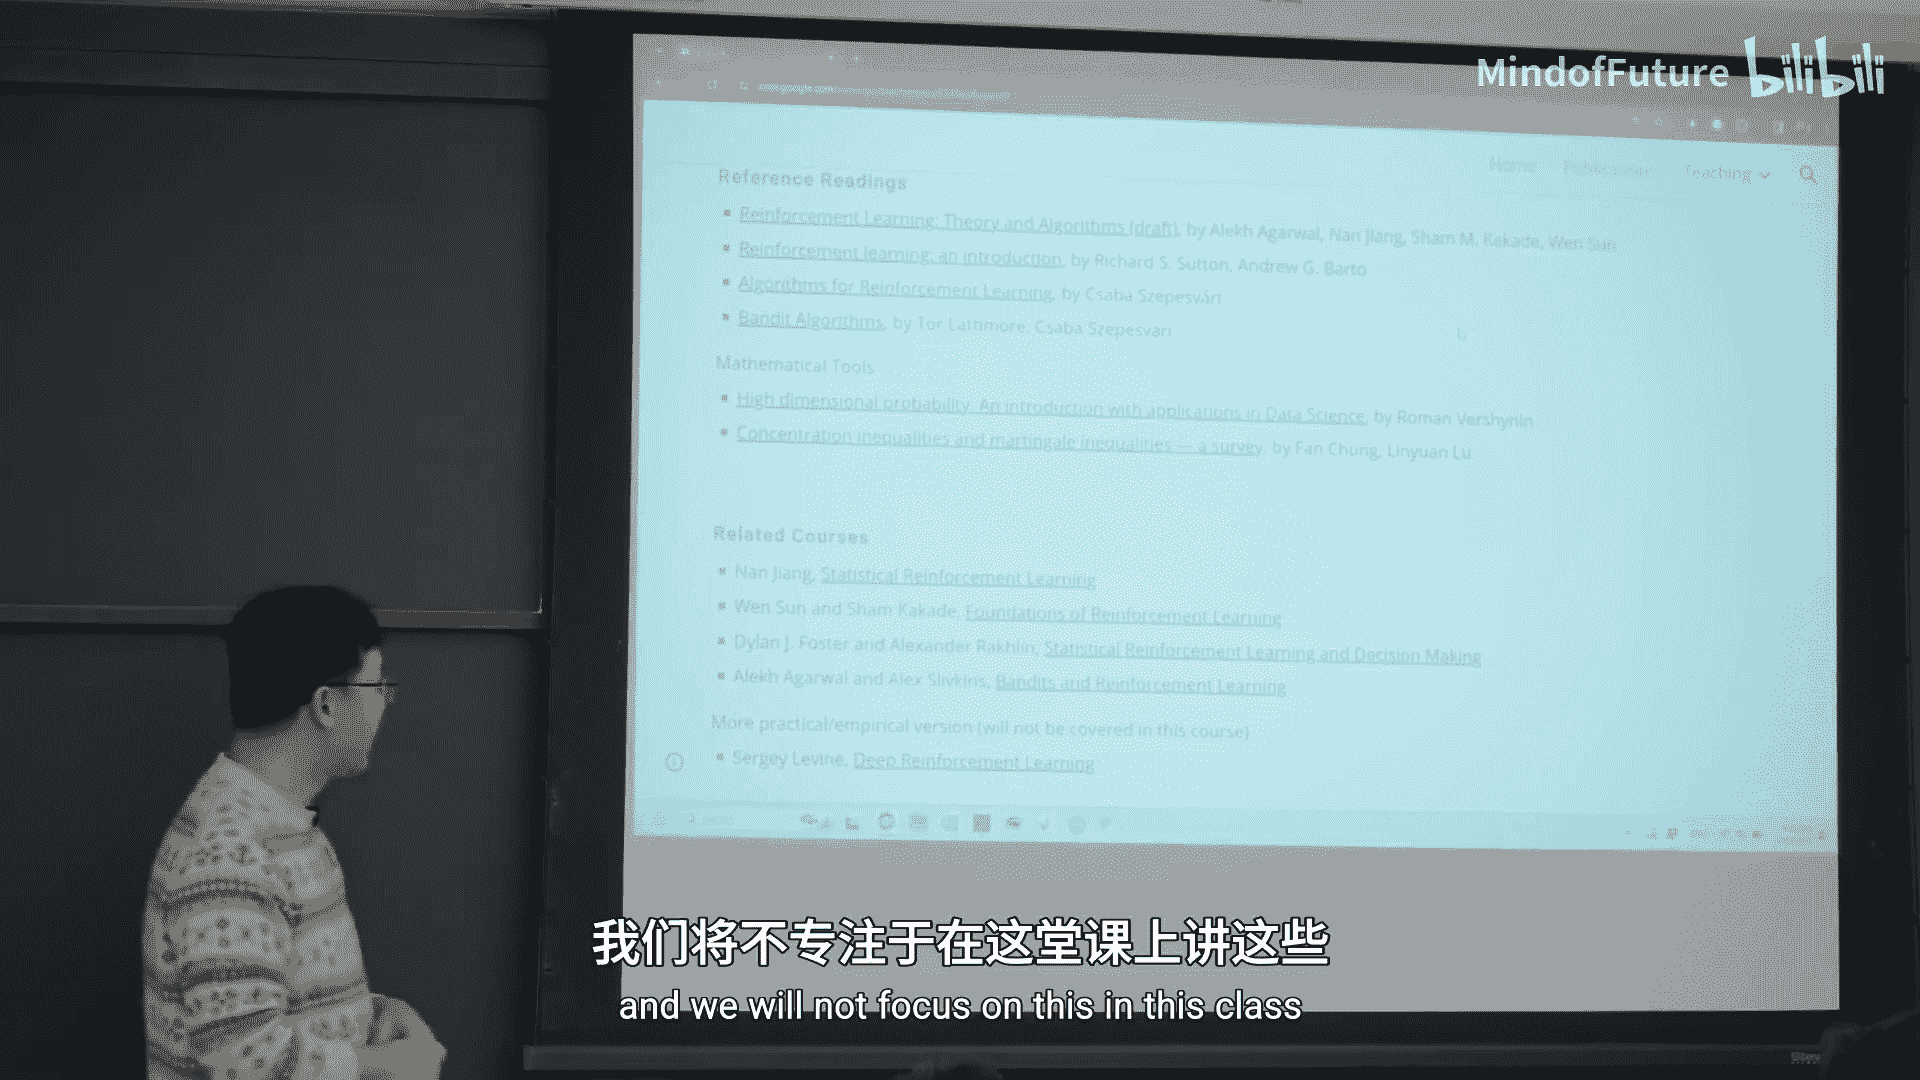 MindofFuture bilibili
Home Publications Teaching
Reference Readings
Reinforcement Learning: Theory and Algorithms (draft), by Alekh Agarwal, Nan Jiang, Sham M. Kakade, Wen Sun
Reinforcement learning: an introduction, by Richard S. Sutton, Andrew G. Barto
Algorithms for Reinforcement Learning, by Csaba Szepesvári
Bandit Algorithms, by Tor Lattimore, Csaba Szepesvari
Mathematical Tools
High dimensional probability. An introduction with applications in Data Science, by Roman Vershynin
Concentration inequalities and martingale inequalities — a survey, by Fan Chung, Linyuan Lu
Related Courses
Nan Jiang, Statistical Reinforcement Learning
Wen Sun and Sham Kakade, Foundations of Reinforcement Learning
Dylan J. Foster and Alexander Rakhlin, Statistical Reinforcement Learning and Decision Making
Alekh Agarwal and Alex Slivkins, Bandits and Reinforcement Learning
More practical/empirical version (will not be covered in this course)
Sergey Levine, Deep Reinforcement Learning
我们将不专注于在这堂课上讲这些
and we will not focus on this in this class